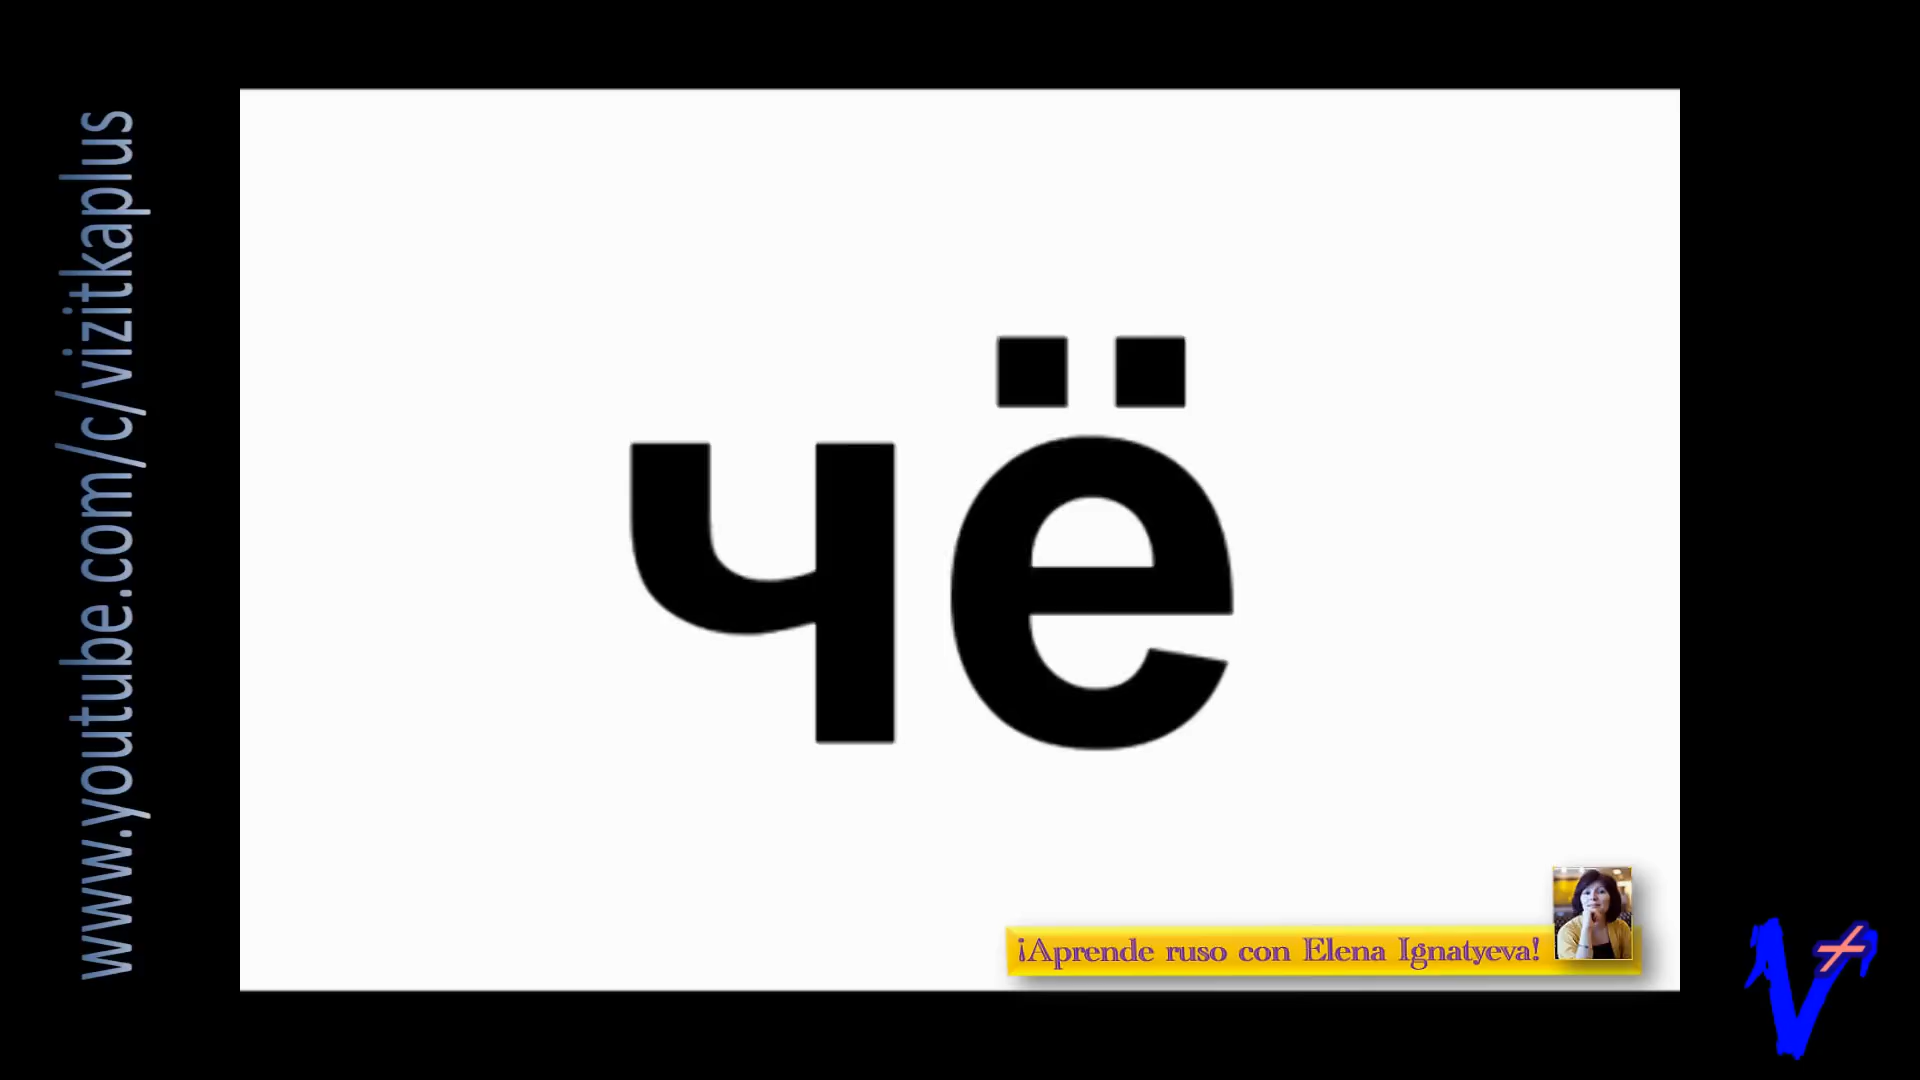 www.youtube.com/c/vizitkaplus
чё
¡Aprende ruso con Elena Ignatyeva!
V+